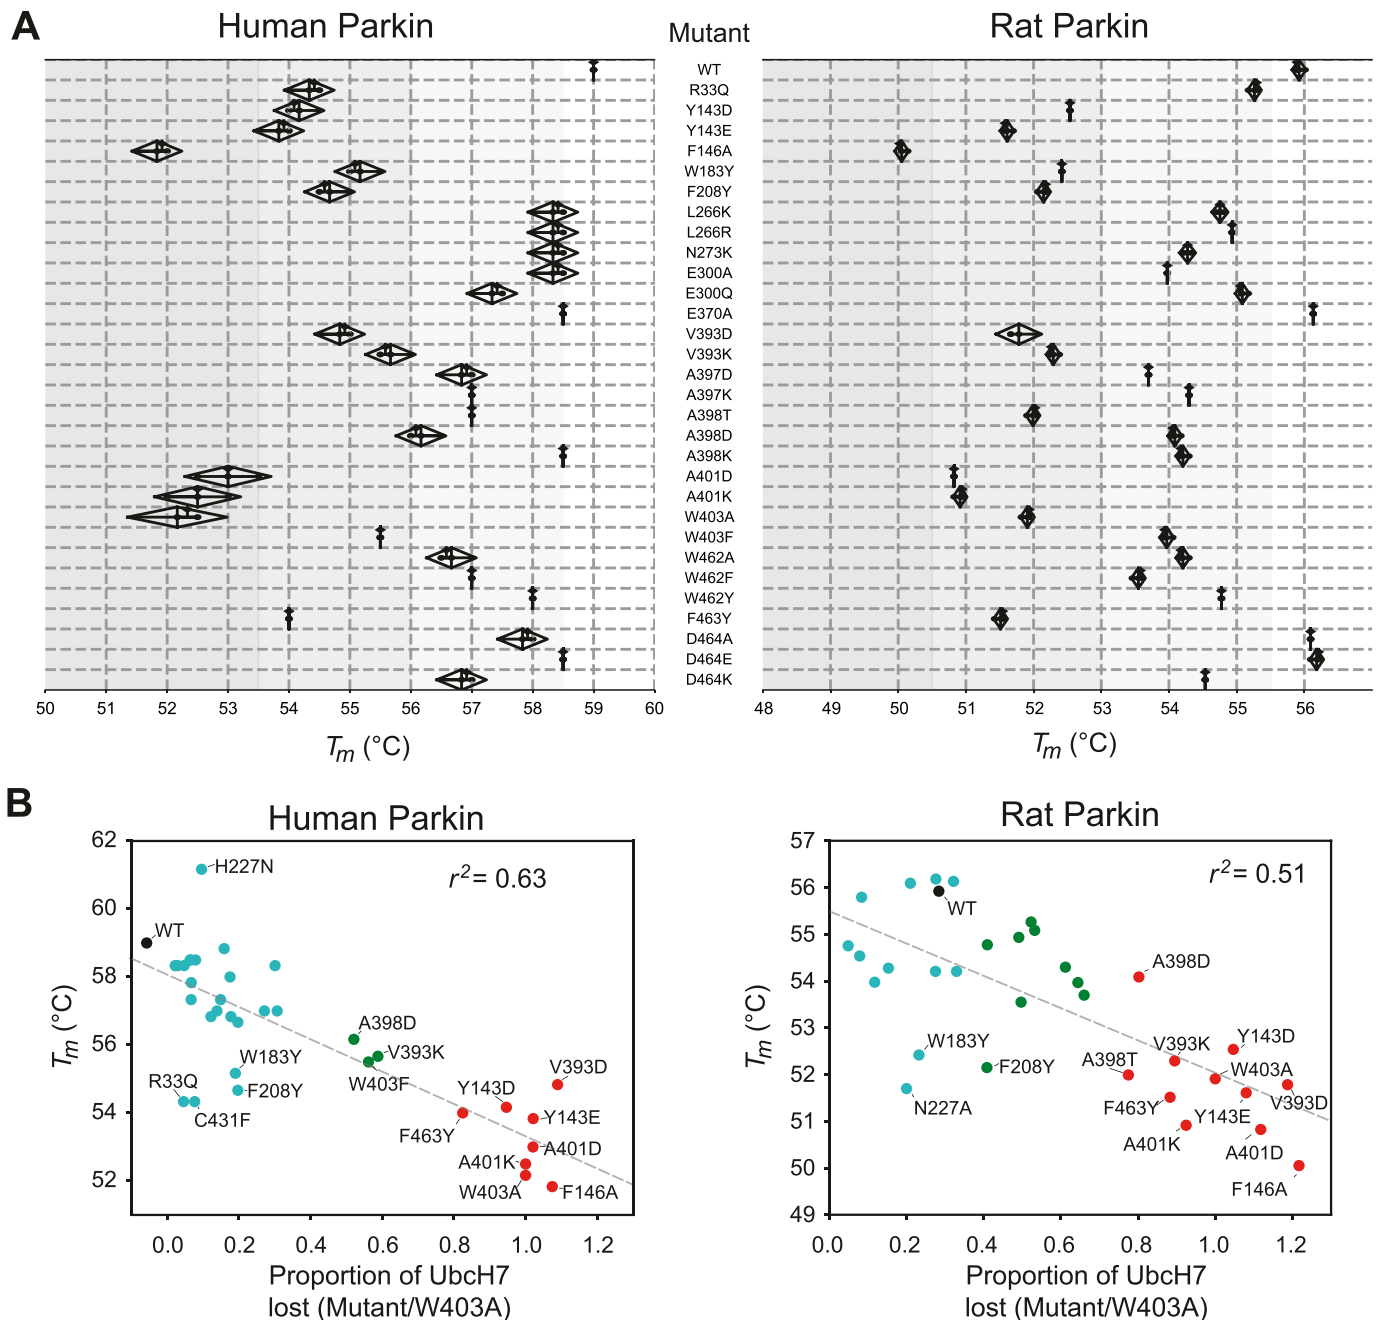 A
Human Parkin
Mutant
Rat Parkin
WT
R33Q
Y143D
Y143E
F146A
W183Y
F208Y
L266K
L266R
N273K
E300A
E300Q
E370A
V393D
V393K
A397D
A397K
A398T
A398D
A398K
A401D
A401K
W403A
W403F
W462A
W462F
W462Y
F463Y
D464A
D464E
D464K
50 51 52 53 54 55 56 57 58 59 60
48 49 50 51 52 53 54 55 56
Tm (°C)
Tm (°C)
B
Human Parkin
r2= 0.63
62
60
58
56
54
52
Tm (°C)
H227N
WT
A398D
V393K
W403F
W183Y
R33Q
F208Y
C431F
V393D
Y143D
Y143E
F463Y
A401D
A401K
W403A
F146A
0.0 0.2 0.4 0.6 0.8 1.0 1.2
Proportion of UbcH7
lost (Mutant/W403A)
Rat Parkin
r2= 0.51
57
56
55
54
53
52
51
50
49
Tm (°C)
WT
A398D
W183Y
F208Y
N227A
V393K
Y143D
A398T
W403A
F463Y
Y143E
V393D
A401K
A401D
F146A
0.0 0.2 0.4 0.6 0.8 1.0 1.2
Proportion of UbcH7
lost (Mutant/W403A)